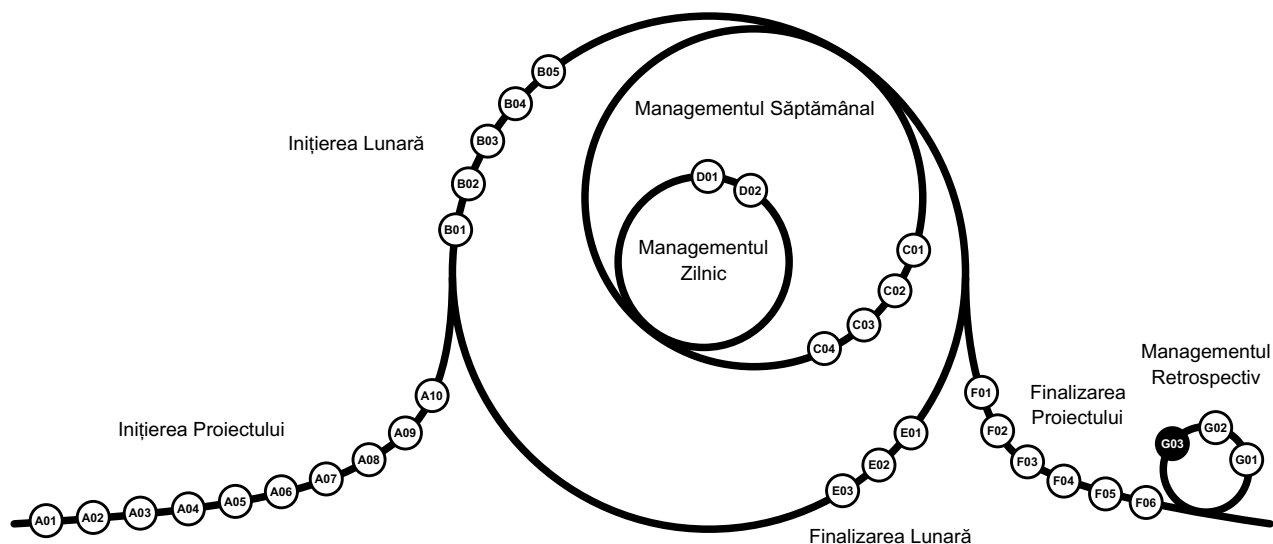 B05
B04
Managementul Săptămânal
Inițierea Lunară
B03
B02
D01
D02
B01
Managementul
Zilnic
C01
C02
C03
C04
Managementul
Retrospectiv
A10
F01
Finalizarea
Proiectului
Inițierea Proiectului
A09
E01
F02
G02
G03
G01
A08
E02
F03
A07
F04
A06
E03
F05
A05
F06
A04
A03
A02
A01
Finalizarea Lunară